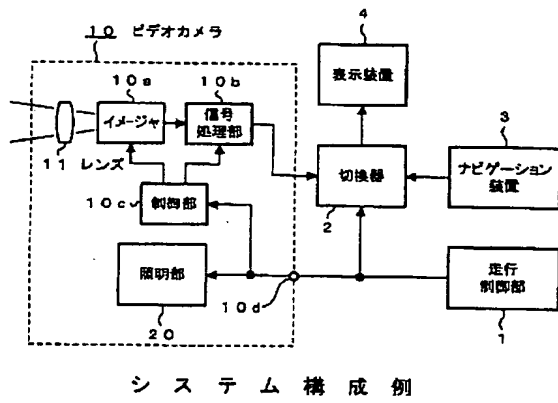 10 ビデオカメラ
10a
イメージャ
10b
信号
処理部
11 レンズ
10c
制御部
照明部
20
10d
4
表示装置
切換器
2
3
ナビゲーション
装置
走行
制御部
1
システム構成例